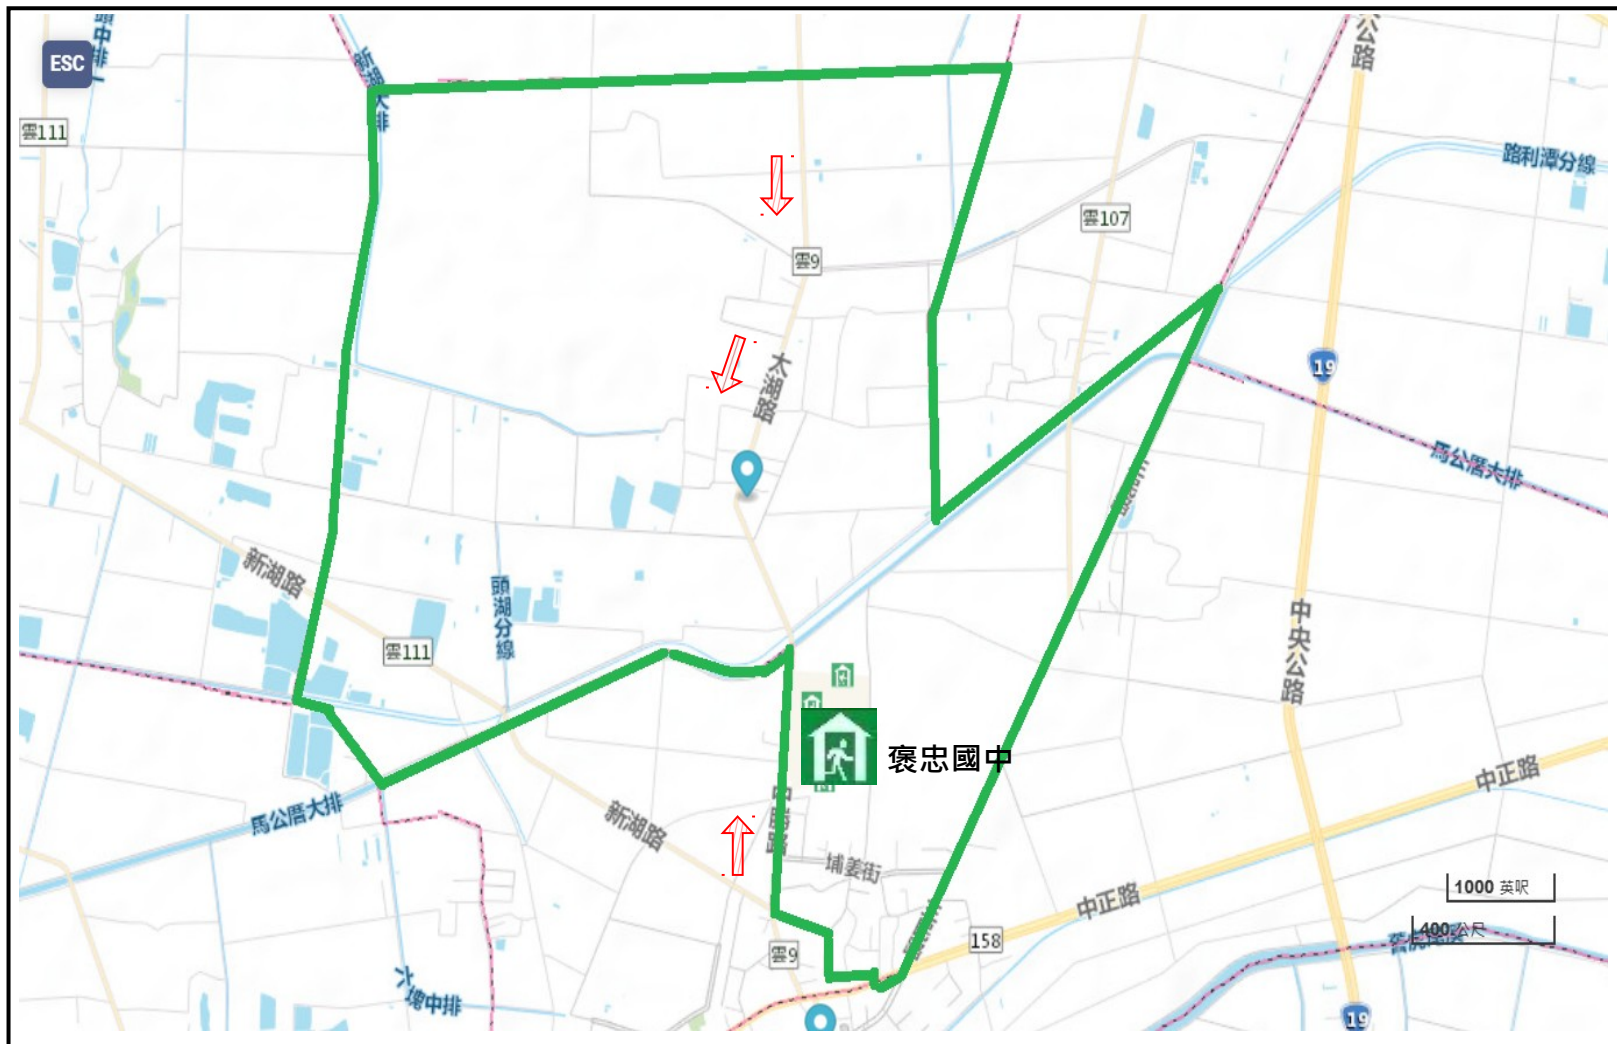 頭中排一
ESC
新湖大排
公路
雲111
路利潭分線
雲107
雲9
19
太湖路
馬公厝大排
新湖路
頭湖分線
雲111
中央公路
褒忠國中
中正路
馬公厝大排
新湖路
埔姜街
中正路
1000 英呎
400 公尺
158
雲9
六塊中排
19